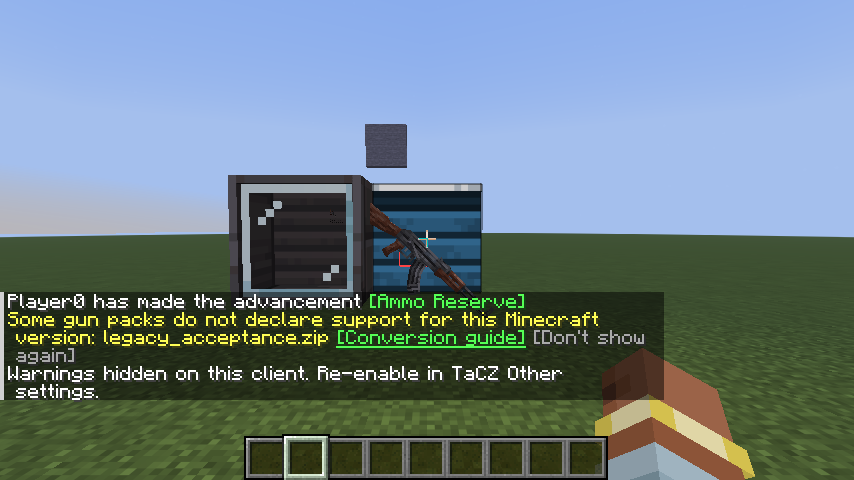 Player0 has made the advancement [Ammo Reserve]
Some gun packs do not declare support for this Minecraft
version: legacy_acceptance.zip [Conversion guide] [Don't show
again]
Warnings hidden on this client. Re-enable in TaCZ Other
settings.